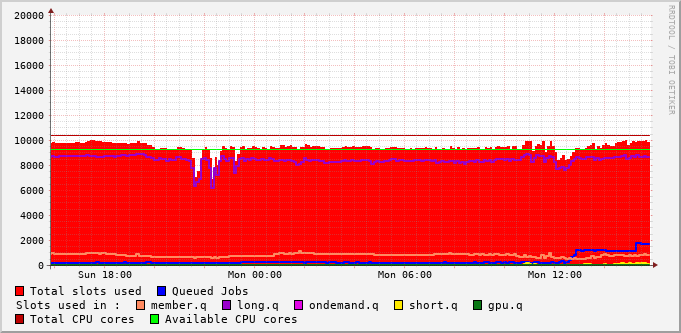 20000
18000
16000
14000
12000
10000
8000
6000
4000
2000
0
Sun 18:00 Mon 00:00 Mon 06:00 Mon 12:00
RRDTOOL / TOBI OETIKER
Total slots used Queued Jobs
Slots used in : member.q long.q ondemand.q short.q gpu.q
Total CPU cores Available CPU cores